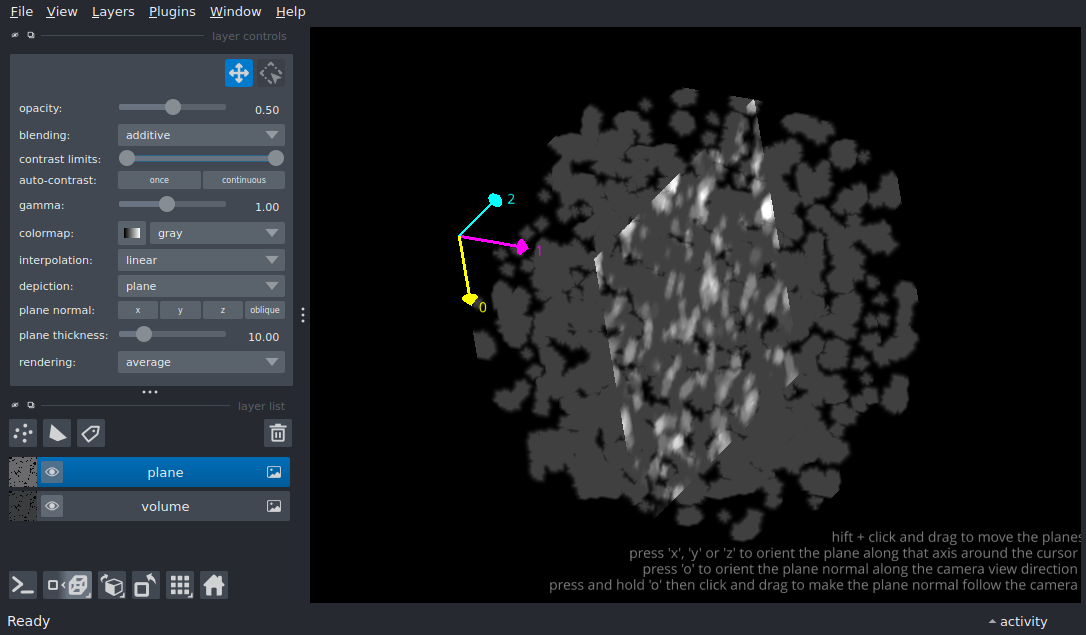 File View Layers Plugins Window Help
layer controls
opacity: 0.50
blending: additive
contrast limits:
auto-contrast: once continuous
gamma: 1.00
colormap: gray
interpolation: linear
depiction: plane
plane normal: x y z oblique
plane thickness: 10.00
rendering: average
layer list
plane
volume
2
1
0
hift + click and drag to move the planes
press 'x', 'y' or 'z' to orient the plane along that axis around the cursor
press 'o' to orient the plane normal along the camera view direction
press and hold 'o' then click and drag to make the plane normal follow the camera
Ready
activity